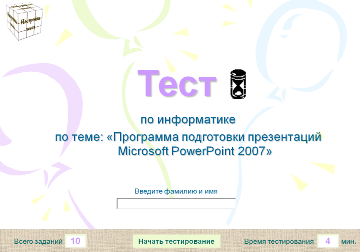 Тест
по информатике
по теме: «Программа подготовки презентаций
Microsoft PowerPoint 2007»
Введите фамилию и имя
Всего заданий 10 Начать тестирование Время тестирования 4 мин.